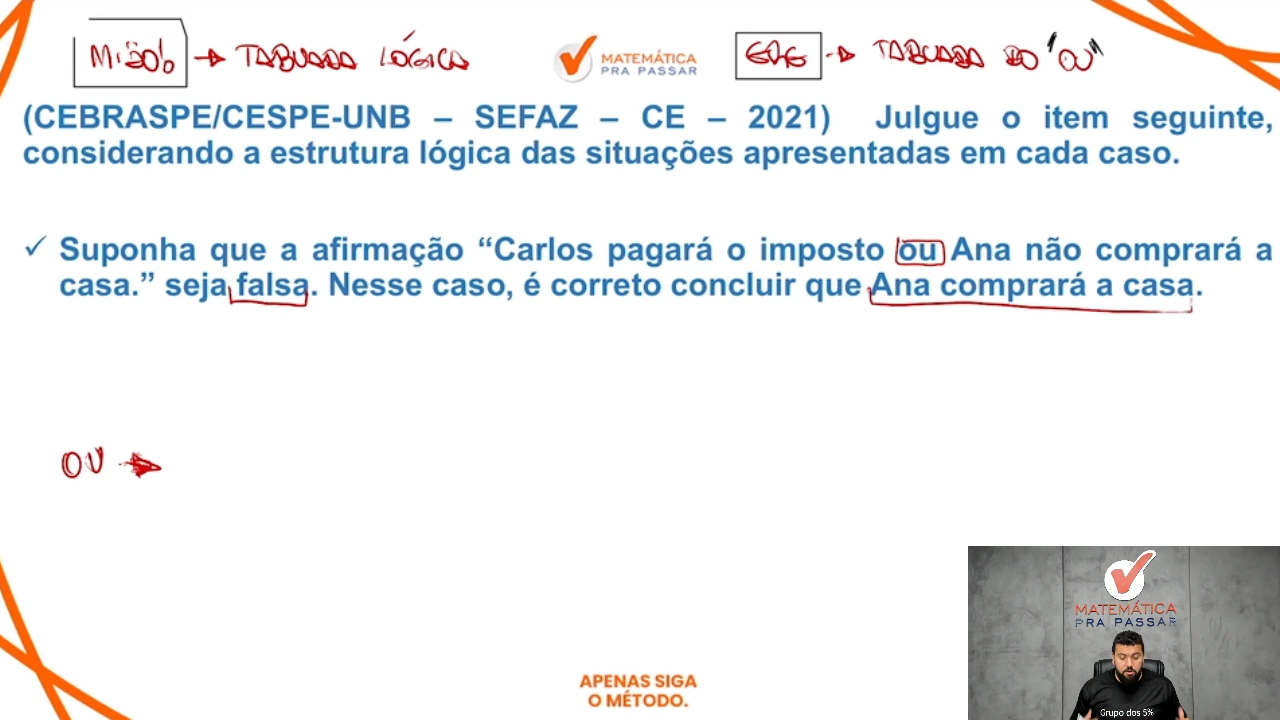 → TABUADA LÓGICA
MATEMÁTICA
PRA PASSAR
→ TABUADA DO "OU"
(CEBRASPE/CESPE-UNB – SEFAZ – CE – 2021) Julgue o item seguinte,
considerando a estrutura lógica das situações apresentadas em cada caso.
✓ Suponha que a afirmação “Carlos pagará o imposto ou Ana não comprará a
casa.” seja falsa. Nesse caso, é correto concluir que Ana comprará a casa.
OU →
MATEMÁTICA
PRA PASSAR
APENAS SIGA
O MÉTODO.
Grupo dos 5%